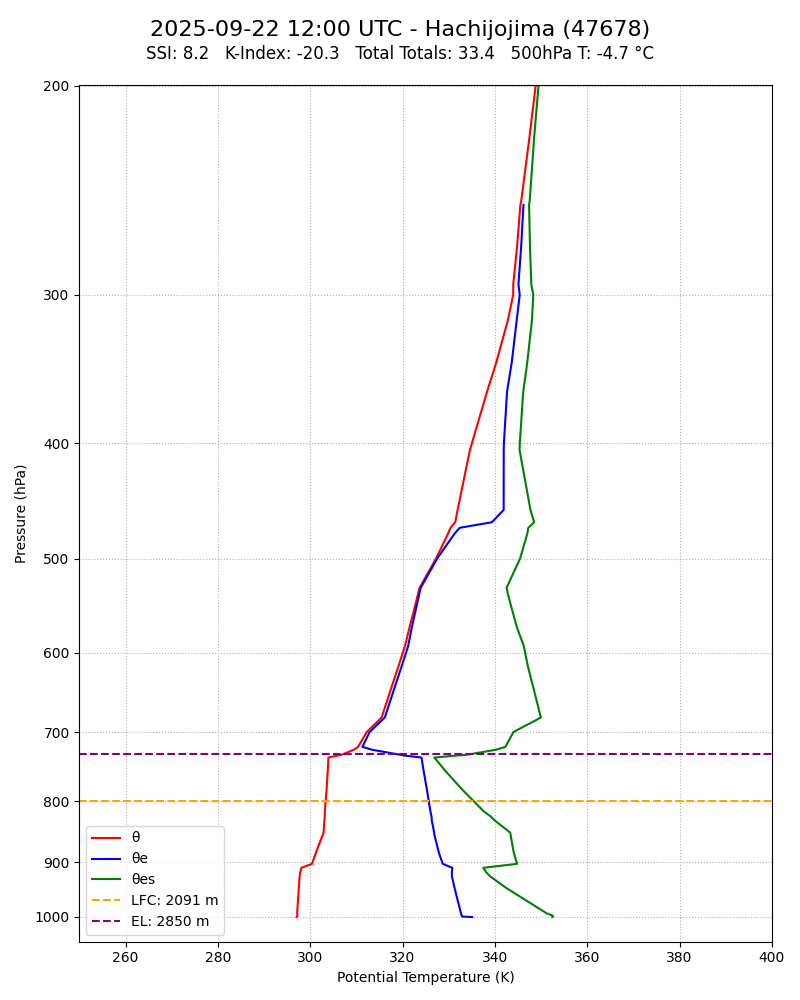 2025-09-22 12:00 UTC - Hachijojima (47678)
SSI: 8.2   K-Index: -20.3   Total Totals: 33.4   500hPa T: -4.7 °C
200
300
400
500
600
700
800
900
1000
Pressure (hPa)
θ
θe
θes
LFC: 2091 m
EL: 2850 m
260
280
300
320
340
360
380
400
Potential Temperature (K)